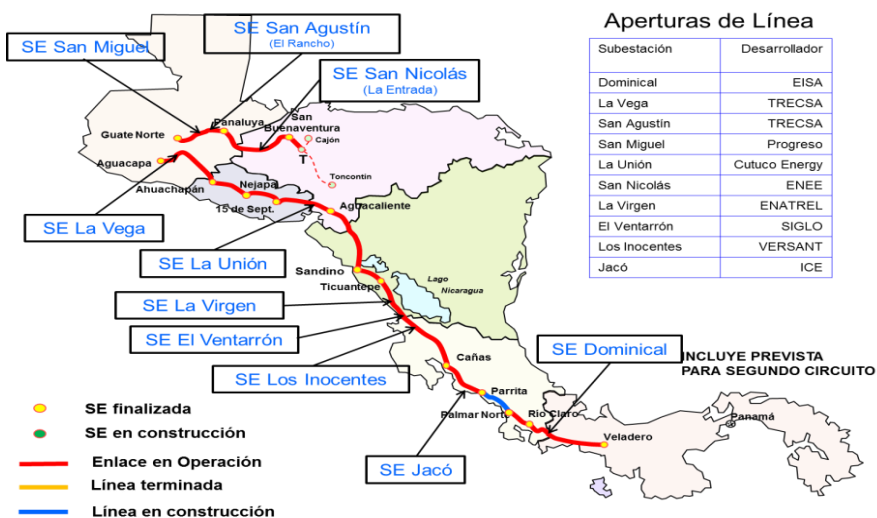 Aperturas de Línea
Subestación Desarrollador
Dominical EISA
La Vega TRECSA
San Agustín TRECSA
San Miguel Progreso
La Unión Cutuco Energy
San Nicolás ENEE
La Virgen ENATREL
El Ventarrón SIGLO
Los Inocentes VERSANT
Jacó ICE
SE San Agustín
(El Rancho)
SE San Miguel
SE San Nicolás
(La Entrada)
Panaluya
San
Buenaventura
Guate Norte
Cajón
T
Aguacapa
Toncontin
Ahuachapán
Nejapa
15 de Sept.
Aguacaliente
SE La Vega
SE La Unión
Sandino
Ticuantepe
Lago
Nicaragua
SE La Virgen
SE El Ventarrón
SE Los Inocentes
Cañas
SE Dominical
INCLUYE PREVISTA
PARA SEGUNDO CIRCUITO
Parrita
Palmar Norte
Río Claro
Panamá
Veladero
SE Jacó
SE finalizada
SE en construcción
Enlace en Operación
Línea terminada
Línea en construcción